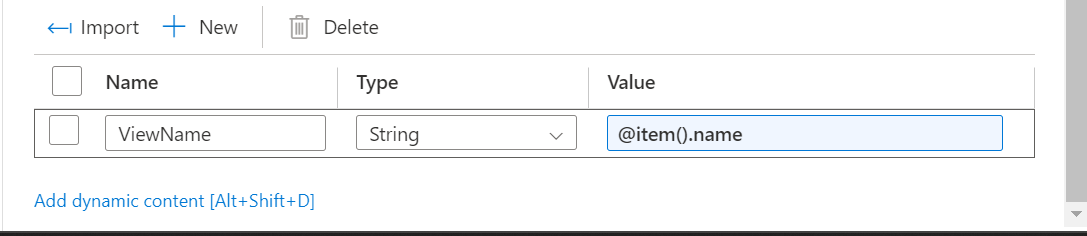 Import New Delete
Name Type Value
ViewName String @item().name
Add dynamic content [Alt+Shift+D]